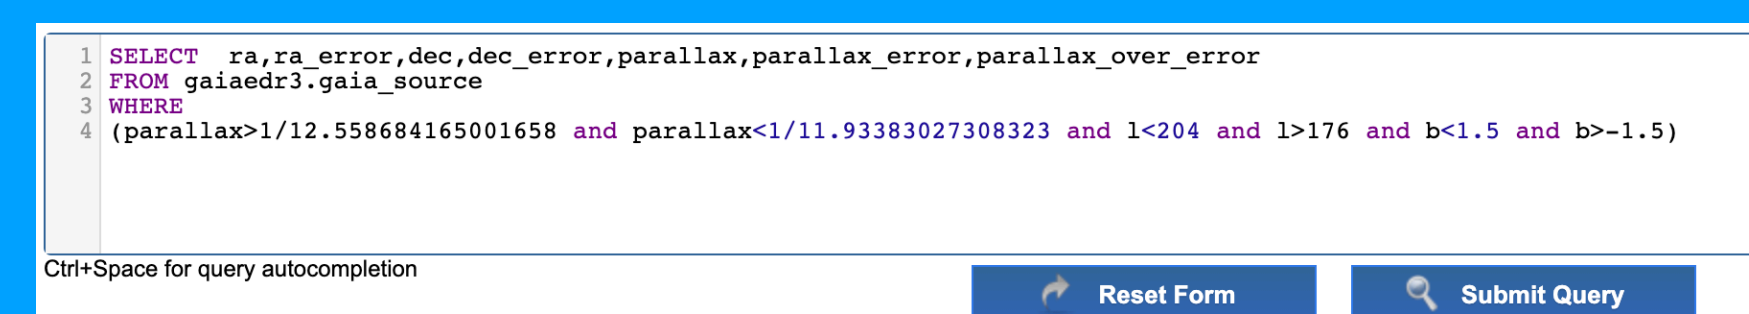 1 SELECT  ra,ra_error,dec,dec_error,parallax,parallax_error,parallax_over_error
2 FROM gaiaedr3.gaia_source
3 WHERE
4 (parallax>1/12.558684165001658 and parallax<1/11.93383027308323 and l<204 and l>176 and b<1.5 and b>-1.5)
Ctrl+Space for query autocompletion
Reset Form
Submit Query